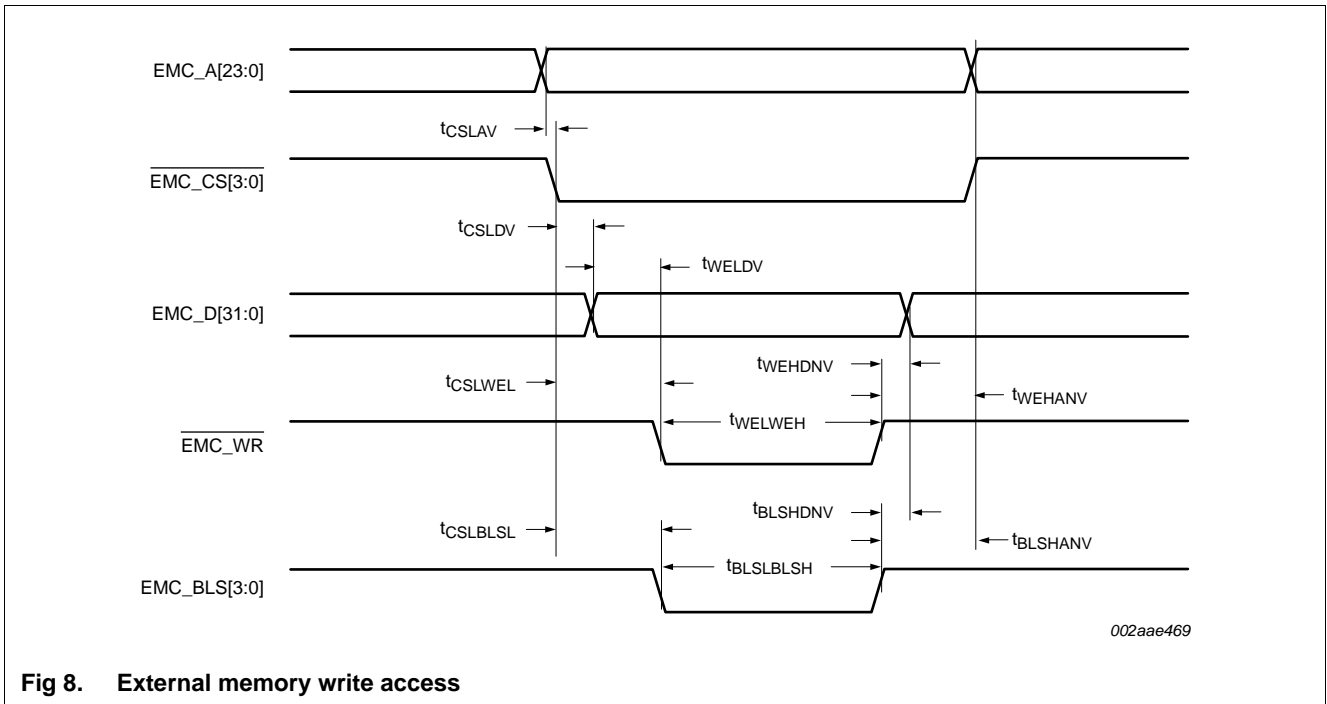 EMC_A[23:0]
tCSLAV
EMC_CS[3:0]
tCSLDV
tWELDV
EMC_D[31:0]
tWEHDNV
tCSLWEL
tWEHANV
tWELWEH
EMC_WR
tBLSHDNV
tCSLBLSL
tBLSHANV
tBLSLBLSH
EMC_BLS[3:0]
002aae469
Fig 8. External memory write access